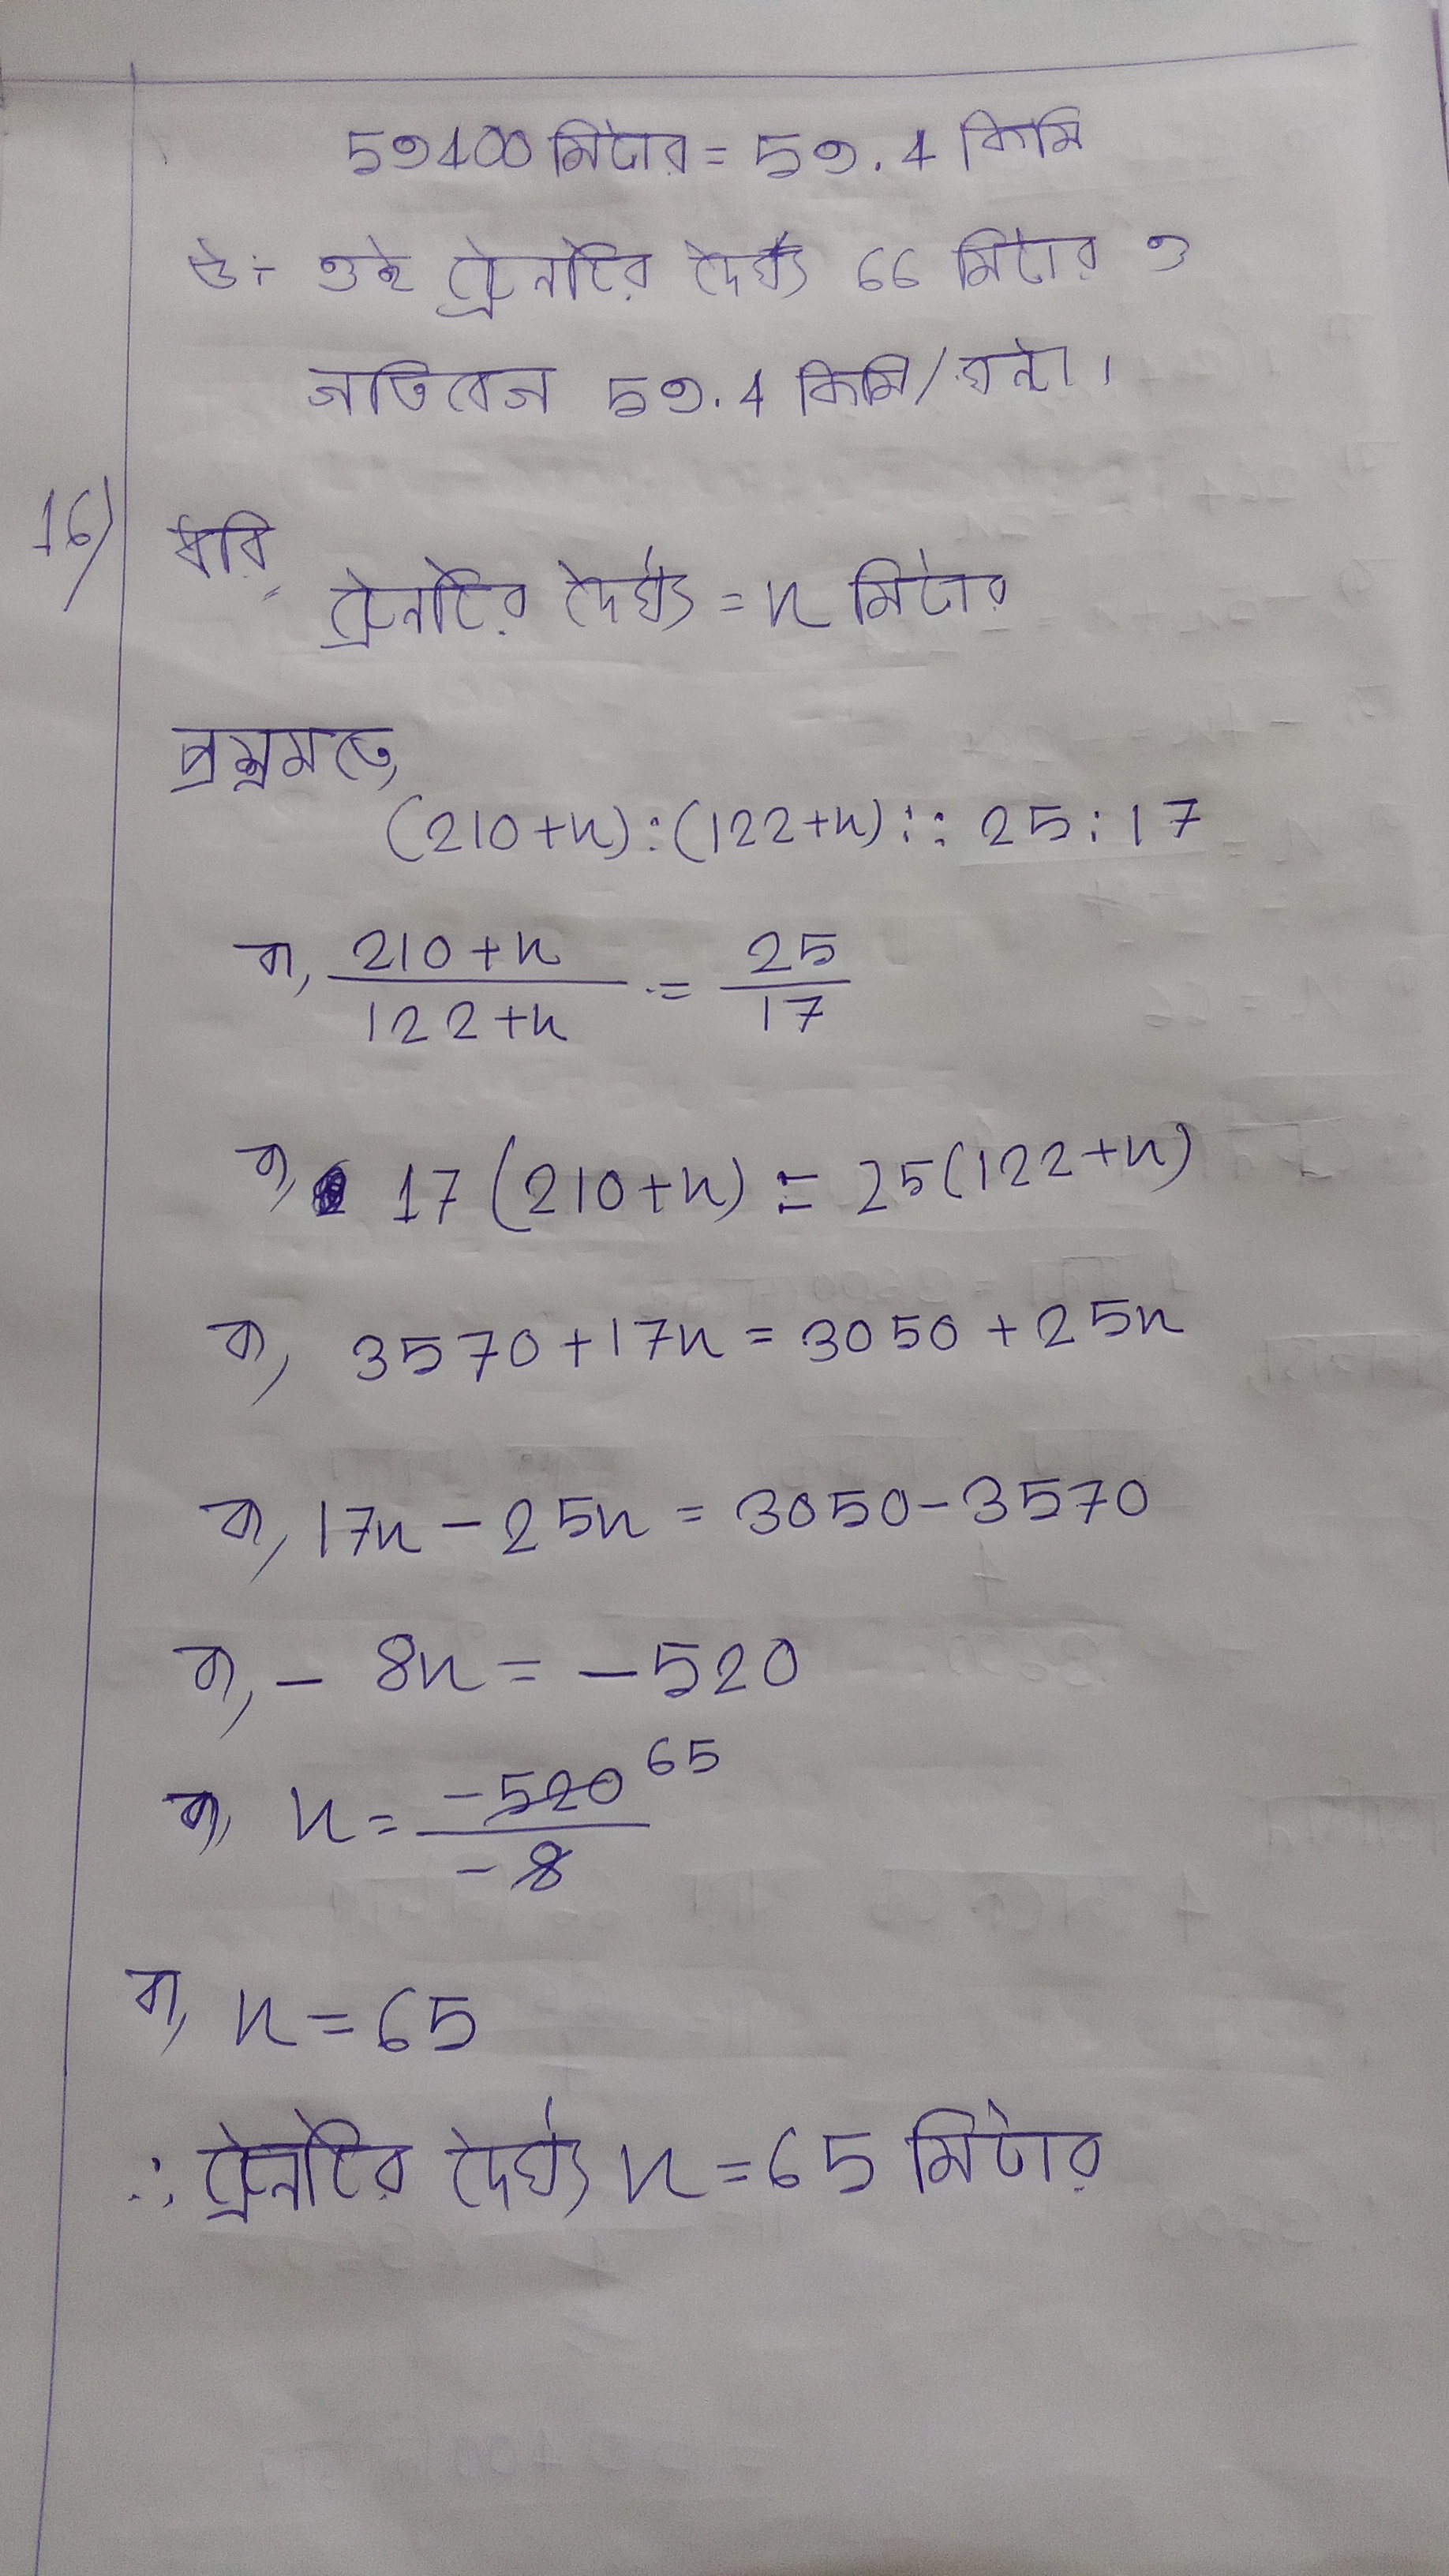 59400 মিটার = 59.4 কিমি
উঃ- ওই ট্রেনটির দৈর্ঘ্য 66 মিটার ও
গতিবেগ 59.4 কিমি/ঘন্টা।
16) ধরি,
ট্রেনটির দৈর্ঘ্য = x মিটার
প্রশ্নমতে,
(210+x) : (122+x) :: 25 : 17
বা, \frac{210+x}{122+x} = \frac{25}{17}
বা, 17 (210+x) = 25(122+x)
বা, 3570 + 17x = 3050 + 25x
বা, 17x - 25x = 3050 - 3570
বা, - 8x = - 520
বা, x = \frac{-520}{-8} 65
বা, x = 65
∴ ট্রেনটির দৈর্ঘ্য x = 65 মিটার